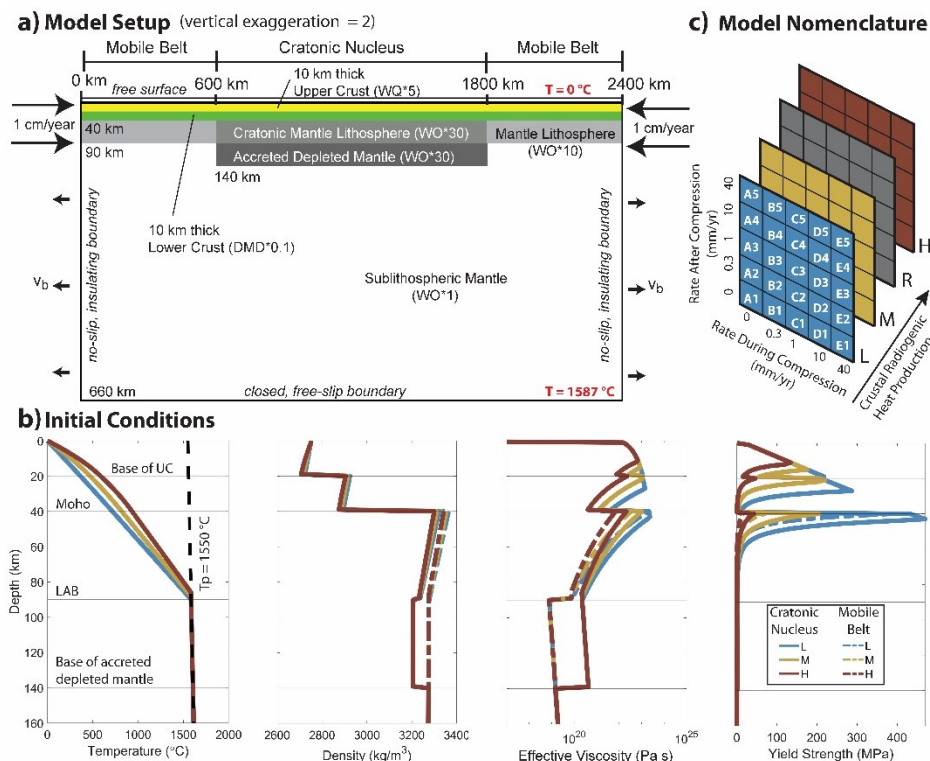 a) Model Setup (vertical exaggeration = 2)
Mobile Belt
Cratonic Nucleus
Mobile Belt
0 km
600 km
1800 km
2400 km
free surface
10 km thick
Upper Crust (WQ*5)
T = 0 °C
1 cm/year
1 cm/year
40 km
Cratonic Mantle Lithosphere (WO*30)
Mantle Lithosphere
(WO*10)
90 km
Accreted Depleted Mantle (WO*30)
140 km
10 km thick
Lower Crust (DMD*0.1)
no-slip, insulating boundary
no-slip, insulating boundary
Sublithospheric Mantle
(WO*1)
vb
vb
660 km
closed, free-slip boundary
T = 1587 °C
c) Model Nomenclature
Rate After Compression
(mm/yr)
40
10
1
0.3
0
A5
B5
C5
D5
E5
A4
B4
C4
D4
E4
A3
B3
C3
D3
E3
A2
B2
C2
D2
E2
A1
B1
C1
D1
E1
0
0.3
1
10
40
Rate During Compression
(mm/yr)
L
M
R
H
Crustal Radiogenic
Heat Production
b) Initial Conditions
Depth (km)
0
20
40
60
80
100
120
140
160
Base of UC
Moho
LAB
Base of accreted
depleted mantle
Tp = 1550 °C
0 500 1000 1500 2000
Temperature (°C)
2600 2800 3000 3200 3400
Density (kg/m³)
10²⁰ 10²⁵
Effective Viscosity (Pa s)
Cratonic
Nucleus
Mobile
Belt
L
L
M
M
H
H
0 100 200 300 400
Yield Strength (MPa)